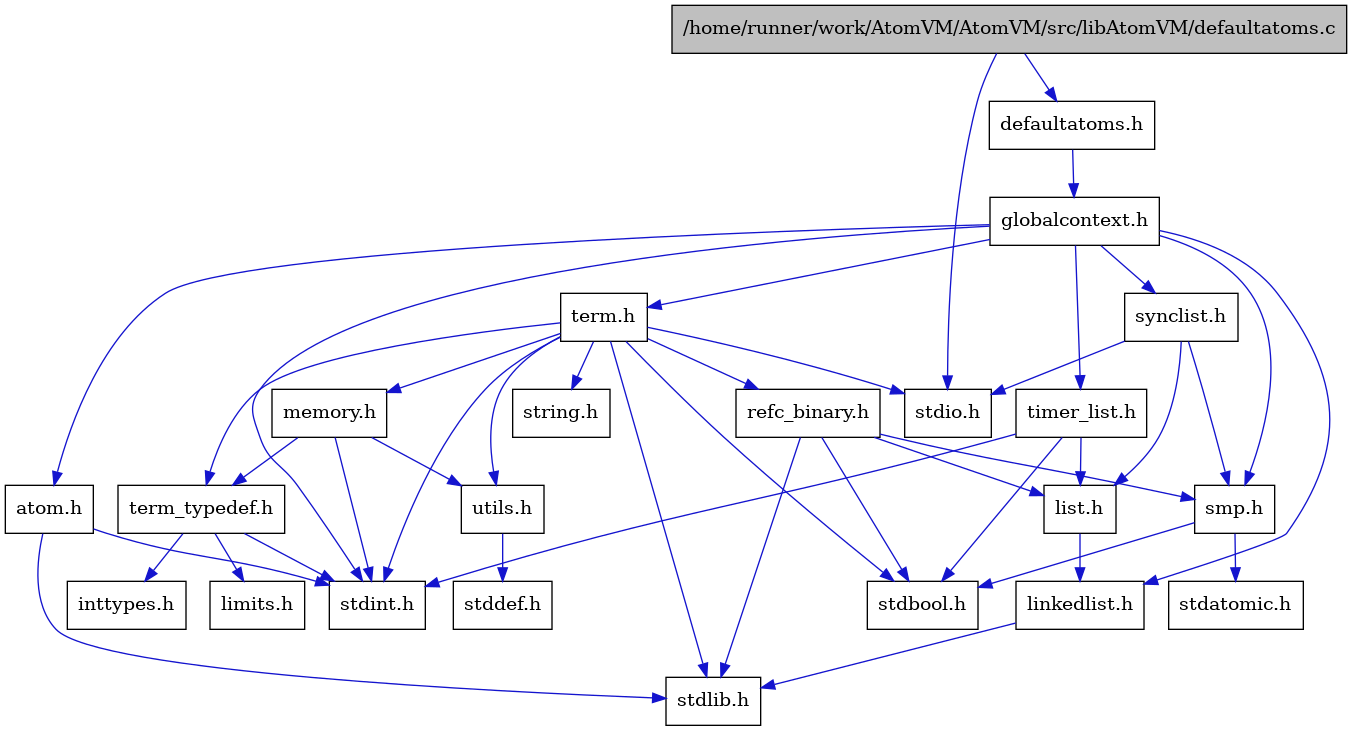 /home/runner/work/AtomVM/AtomVM/src/libAtomVM/defaultatoms.c
defaultatoms.h
globalcontext.h
term.h
synclist.h
memory.h
string.h
refc_binary.h
stdio.h
timer_list.h
atom.h
term_typedef.h
utils.h
list.h
smp.h
inttypes.h
limits.h
stdint.h
stddef.h
stdbool.h
linkedlist.h
stdatomic.h
stdlib.h